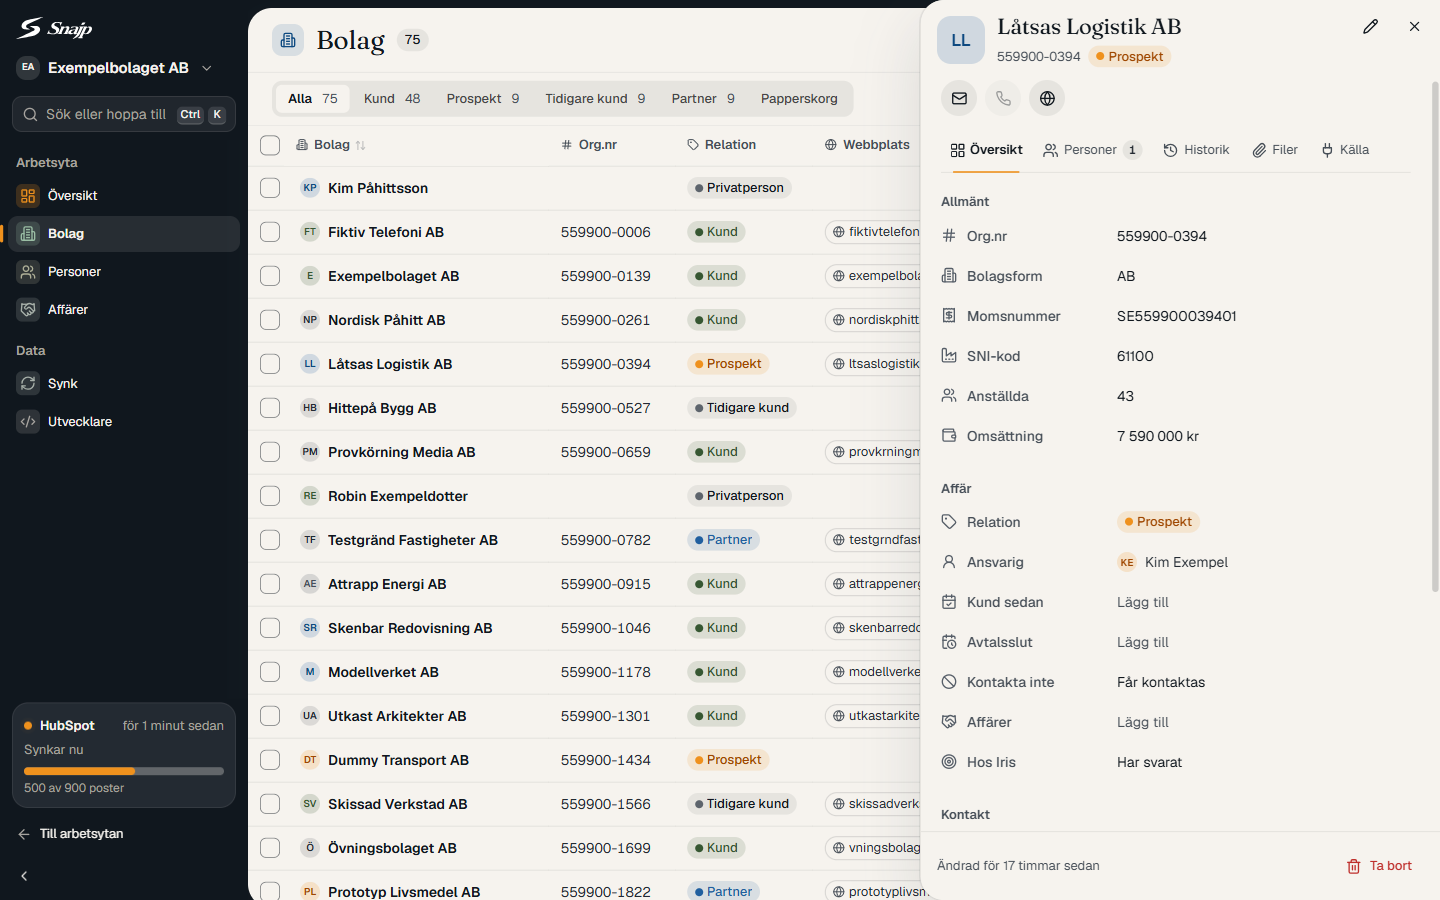 Snajp
EA Exempelbolaget AB
Sök eller hoppa till Ctrl K
Arbetsyta
Översikt
Bolag
Personer
Affärer
Data
Synk
Utvecklare
HubSpot för 1 minut sedan
Synkar nu
500 av 900 poster
Till arbetsytan
Bolag 75
Alla 75 Kund 48 Prospekt 9 Tidigare kund 9 Partner 9 Papperskorg
Bolag Org.nr Relation Webbplats
KP Kim Påhittsson Privatperson
FT Fiktiv Telefoni AB 559900-0006 Kund fiktivtelefon
E Exempelbolaget AB 559900-0139 Kund exempelbola
NP Nordisk Påhitt AB 559900-0261 Kund nordiskphitt
LL Låtsas Logistik AB 559900-0394 Prospekt ltsaslogistik
HB Hittepå Bygg AB 559900-0527 Tidigare kund
PM Provkörning Media AB 559900-0659 Kund provkrningm
RE Robin Exempeldotter Privatperson
TF Testgränd Fastigheter AB 559900-0782 Partner testgrndfast
AE Attrapp Energi AB 559900-0915 Kund attrappenerg
SR Skenbar Redovisning AB 559900-1046 Kund skenbarredo
M Modellverket AB 559900-1178 Kund modellverke
UA Utkast Arkitekter AB 559900-1301 Kund utkastarkite
DT Dummy Transport AB 559900-1434 Prospekt
SV Skissad Verkstad AB 559900-1566 Tidigare kund skissadverk
Ö Övningsbolaget AB 559900-1699 Kund vningsbolag
PL Prototyp Livsmedel AB 559900-1822 Partner prototyplivsm
LL Låtsas Logistik AB
559900-0394 Prospekt
Översikt Personer 1 Historik Filer Källa
Allmänt
Org.nr 559900-0394
Bolagsform AB
Momsnummer SE559900039401
SNI-kod 61100
Anställda 43
Omsättning 7 590 000 kr
Affär
Relation Prospekt
Ansvarig KE Kim Exempel
Kund sedan Lägg till
Avtalsslut Lägg till
Kontakta inte Får kontaktas
Affärer Lägg till
Hos Iris Har svarat
Kontakt
Ändrad för 17 timmar sedan Ta bort